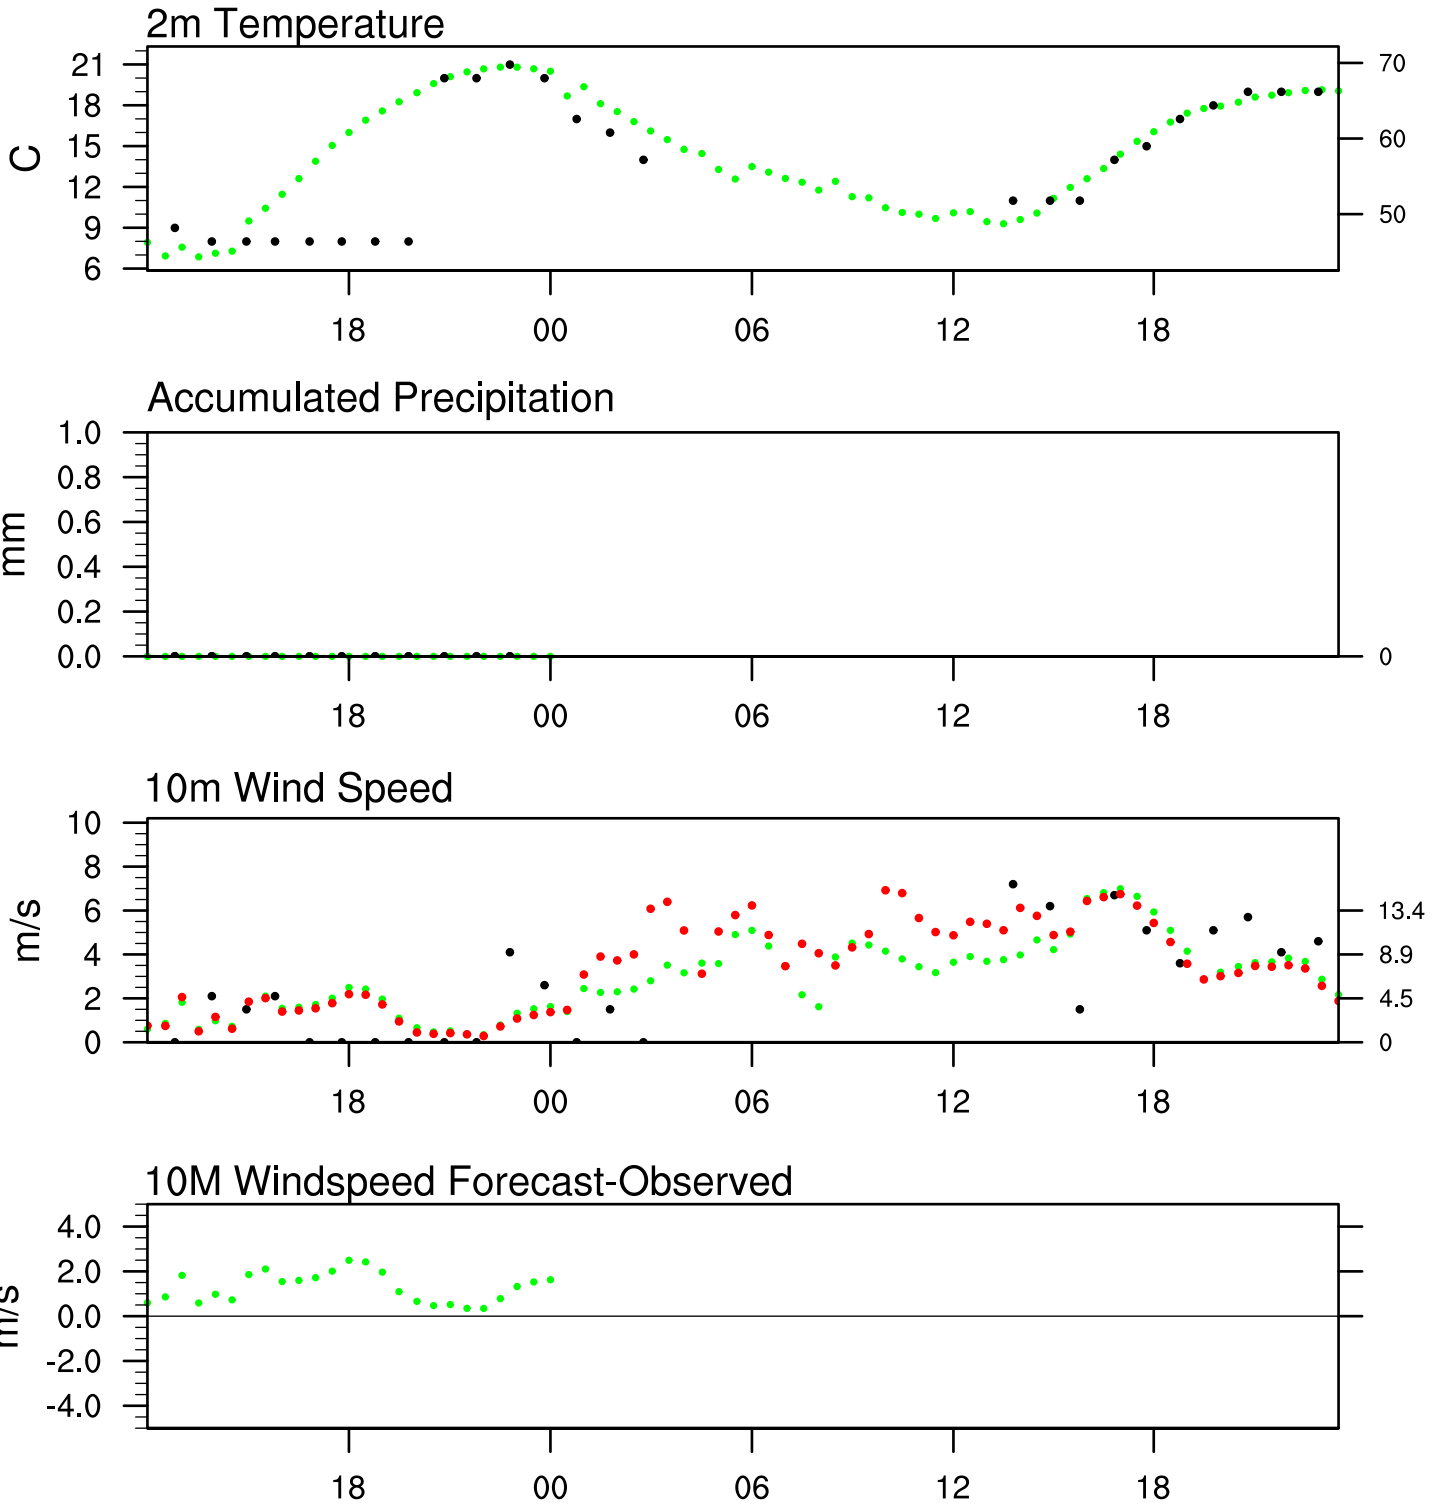 2m Temperature
21
18
15
12
9
6
C
70
60
50
18 00 06 12 18
Accumulated Precipitation
1.0
0.8
0.6
0.4
0.2
0.0
mm
0
18 00 06 12 18
10m Wind Speed
10
8
6
4
2
0
m/s
13.4
8.9
4.5
0
18 00 06 12 18
10M Windspeed Forecast-Observed
4.0
2.0
0.0
-2.0
-4.0
m/s
18 00 06 12 18